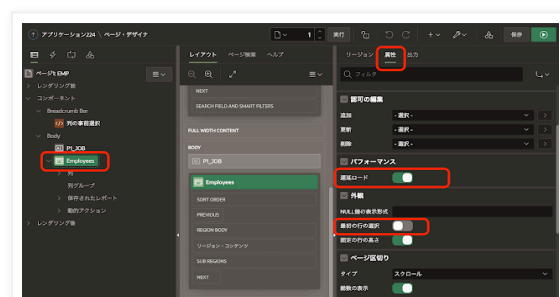 アプリケーション224 \ ページ・デザイナ
1
実行
保存
レイアウト
ページ検索
ヘルプ
リージョン
属性
出力
ページ1: EMP
レンダリング前
コンポーネント
Breadcrumb Bar
列の事前選択
Body
P1_JOB
Employees
列
列グループ
保存されたレポート
動的アクション
レンダリング後
NEXT
SEARCH FIELD AND SMART FILTERS
FULL WIDTH CONTENT
BODY
P1_JOB
Employees
SORT ORDER
PREVIOUS
REGION BODY
リージョン・コンテンツ
SUB REGIONS
NEXT
フィルタ
認可の編集
追加
- 選択 -
更新
- 選択 -
削除
- 選択 -
パフォーマンス
遅延ロード
外観
NULL値の表示形式
最初の行の選択
固定の行の高さ
ページ区切り
タイプ
スクロール
総数の表示